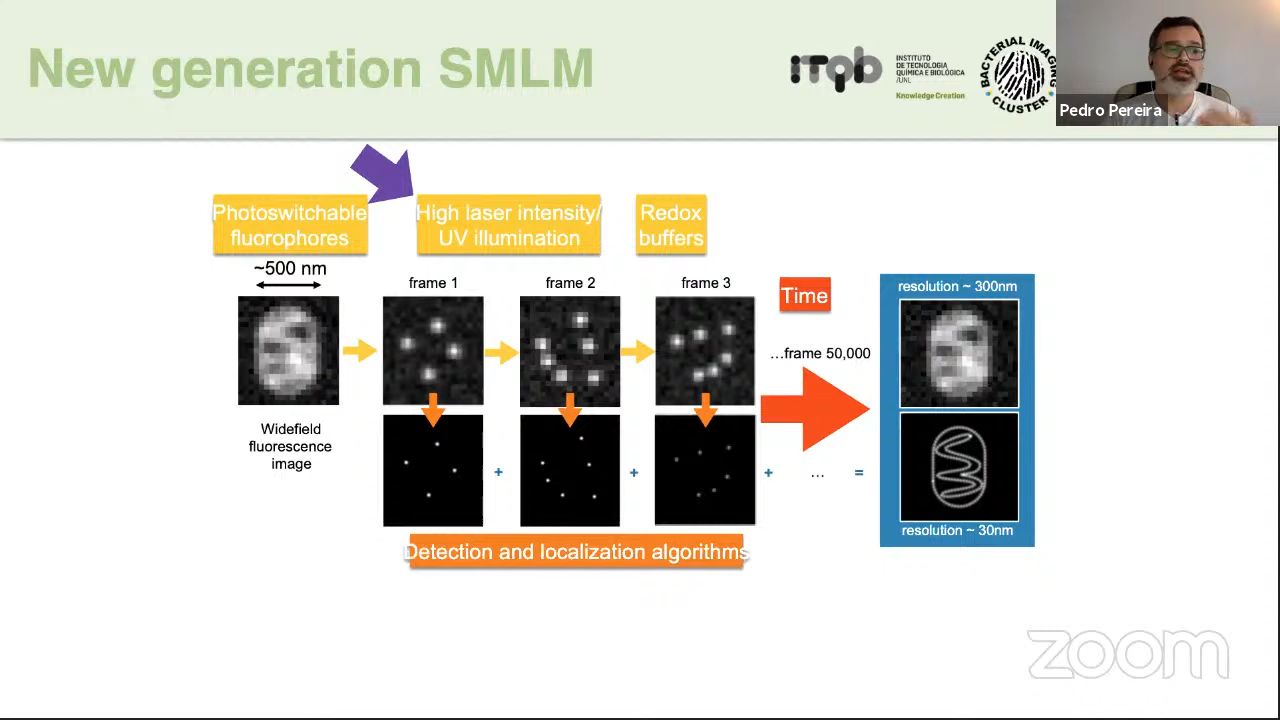 New generation SMLM
iTqb
INSTITUTO
DE TECNOLOGIA
QUÍMICA E BIOLÓGICA
/UNL
Knowledge Creation
BACTERIAL IMAGING
CLUSTER
Pedro Pereira
Photoswitchable
fluorophores
High laser intensity/
UV illumination
Redox
buffers
~500 nm
frame 1
frame 2
frame 3
Time
...frame 50,000
resolution ~ 300nm
Widefield
fluorescence
image
+
+
+
...
=
resolution ~ 30nm
Detection and localization algorithms
zoom